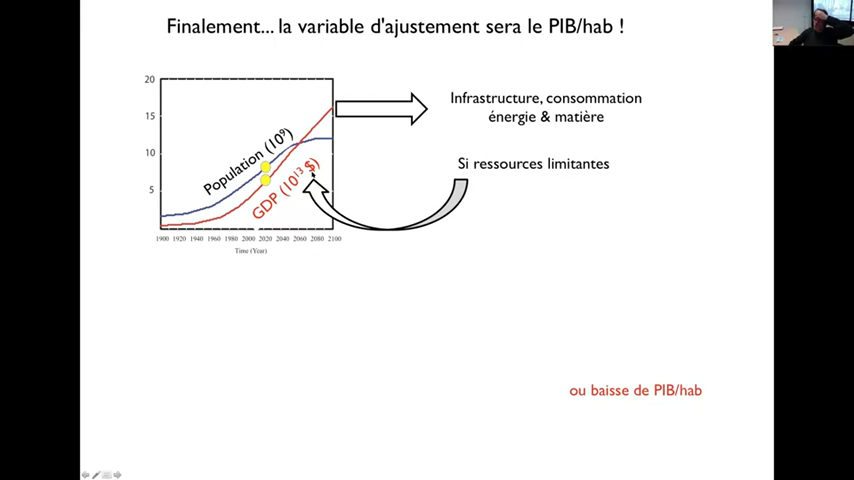 Finalement... la variable d'ajustement sera le PIB/hab !
20
15
10
5
Population (10⁹)
GDP (10¹³ $)
1900 1920 1940 1960 1980 2000 2020 2040 2060 2080 2100
Time (Year)
Infrastructure, consommation
énergie & matière
Si ressources limitantes
ou baisse de PIB/hab